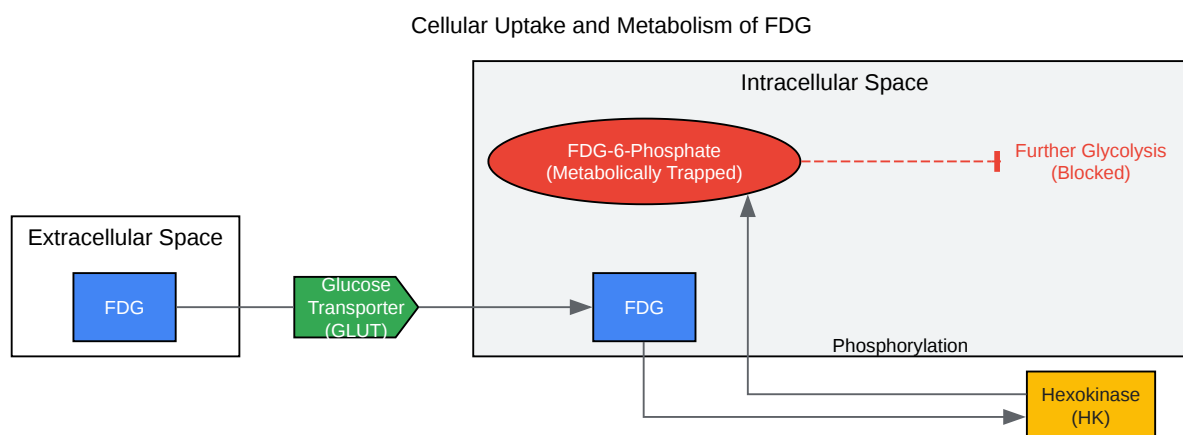 Cellular Uptake and Metabolism of FDG
Intracellular Space
FDG-6-Phosphate
(Metabolically Trapped)
Further Glycolysis
(Blocked)
Extracellular Space
FDG
Glucose
Transporter
(GLUT)
FDG
Phosphorylation
Hexokinase
(HK)